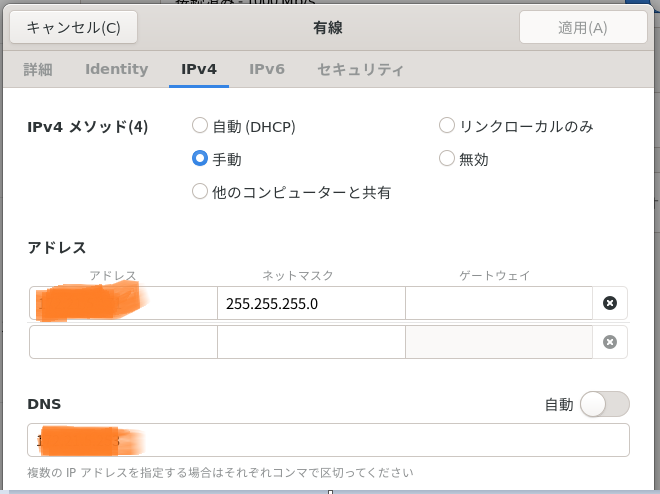 キャンセル(C) 有線 適用(A)
詳細 Identity IPv4 IPv6 セキュリティ
IPv4 メソッド(4) 自動 (DHCP) リンクローカルのみ
手動 無効
他のコンピューターと共有
アドレス
アドレス ネットマスク ゲートウェイ
255.255.255.0
DNS 自動
複数の IP アドレスを指定する場合はそれぞれコンマで区切ってください